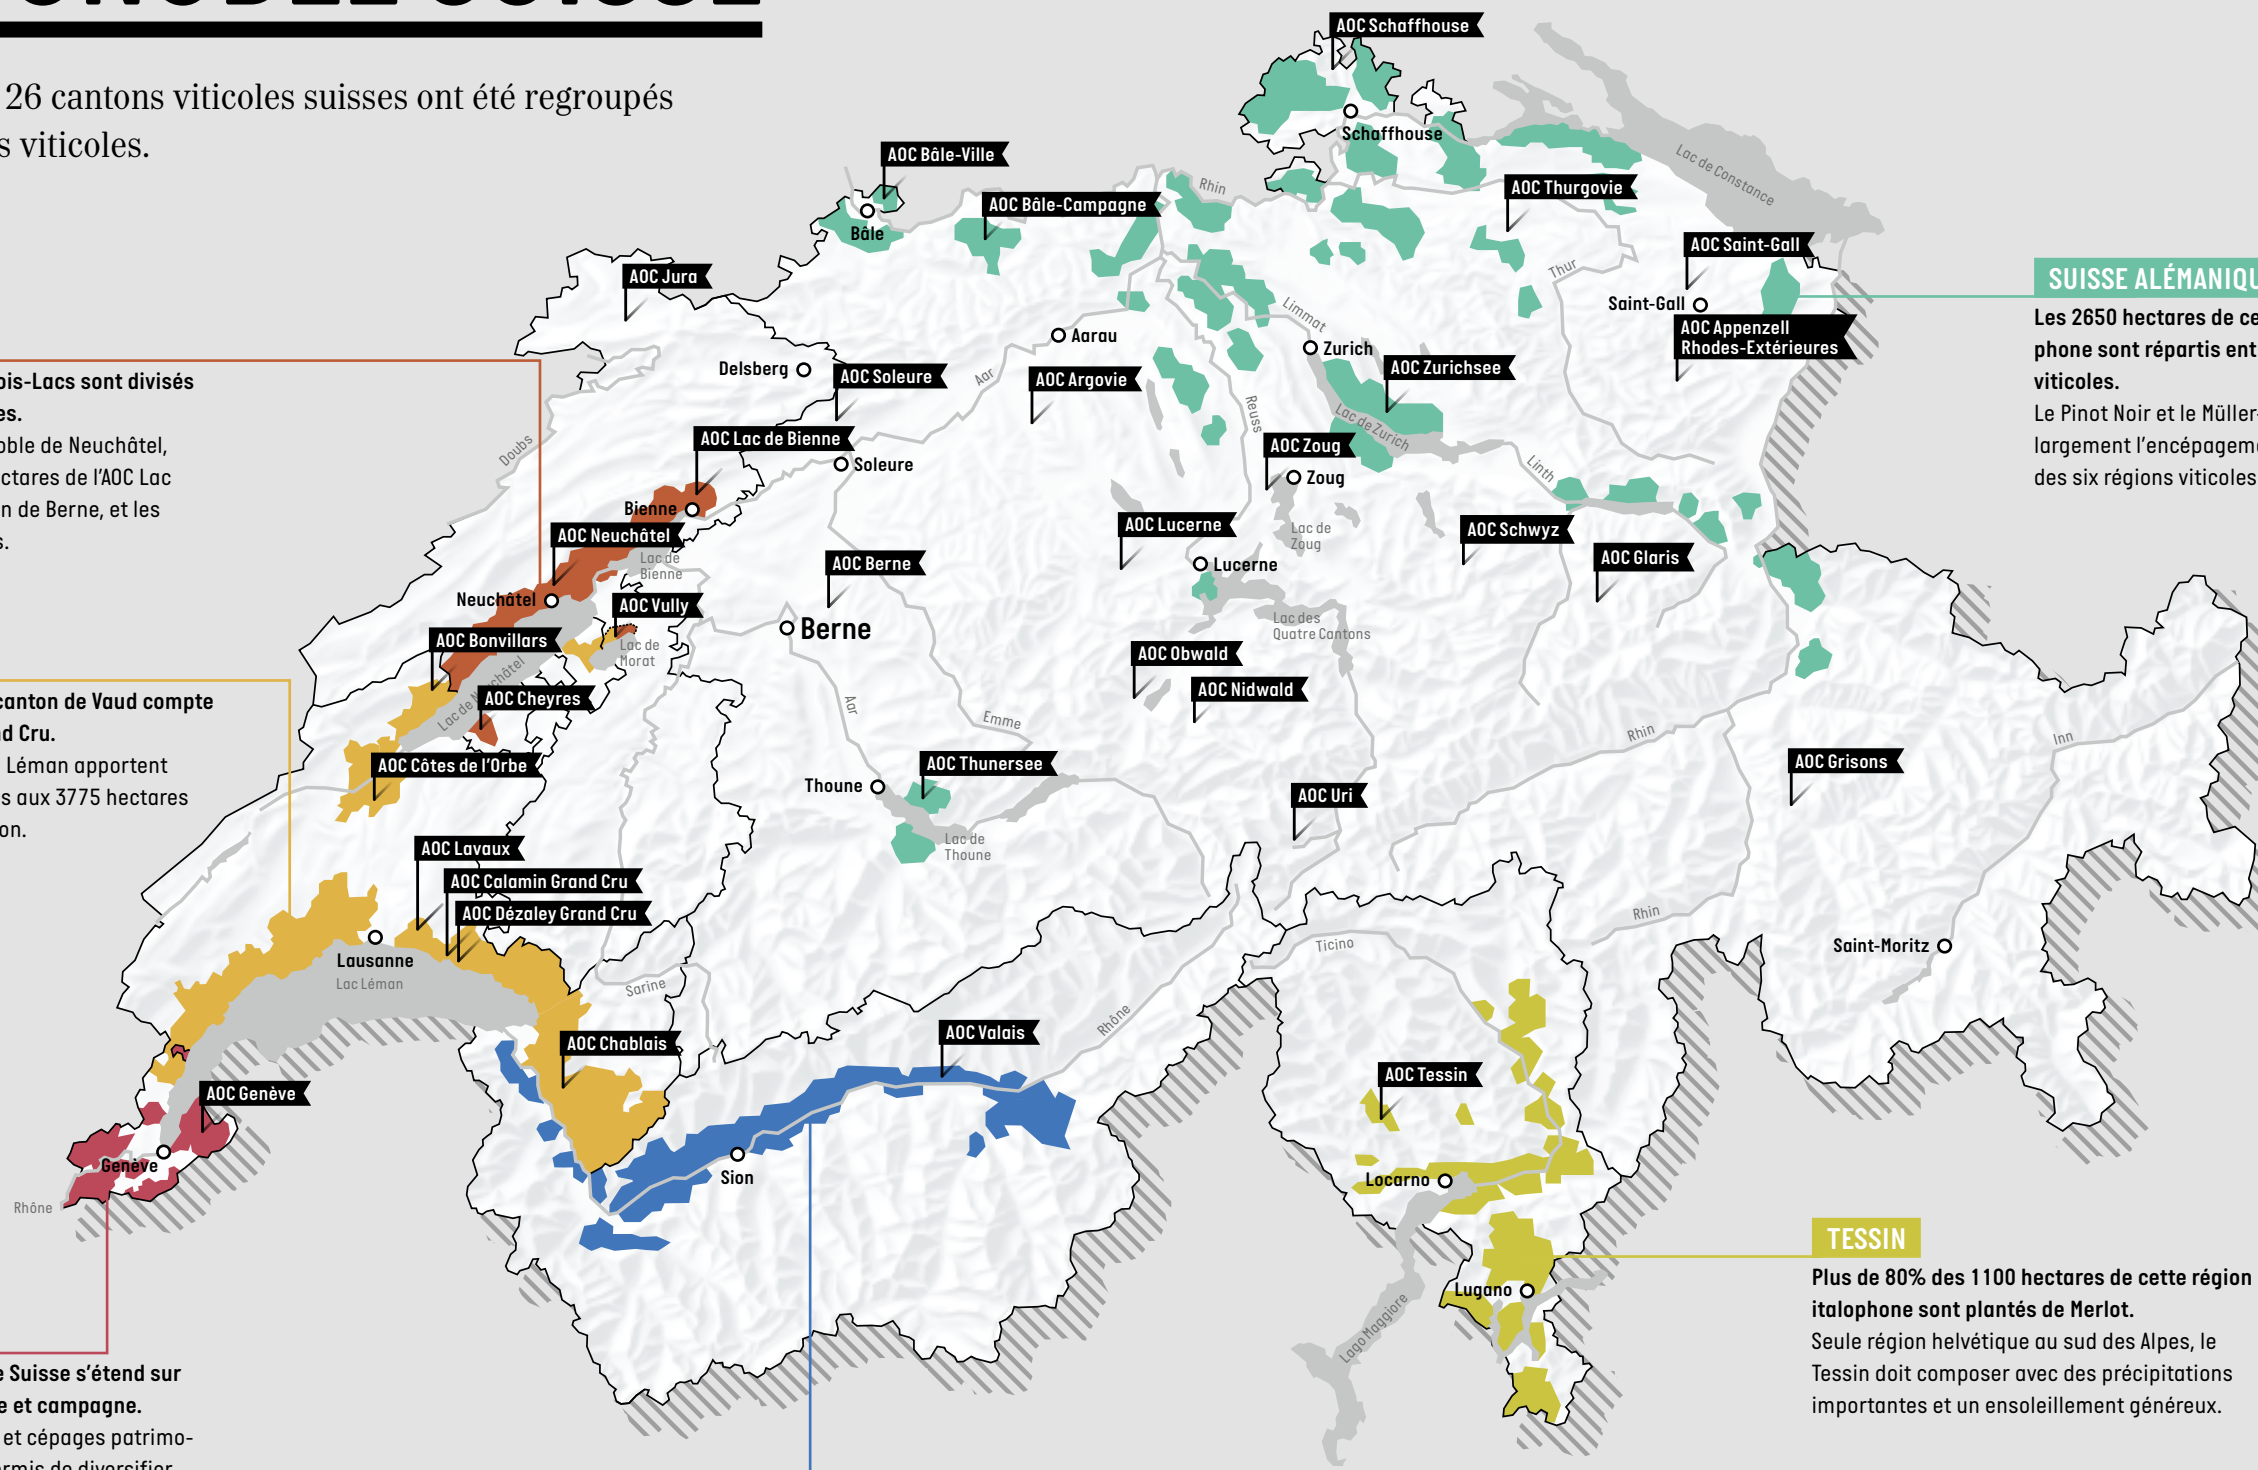 26 cantons viticoles suisses ont été regroupés
s viticoles.
AOC Schaffhouse
Schaffhouse
AOC Bâle-Ville
Bâle
AOC Bâle-Campagne
Rhin
AOC Thurgovie
Lac de Constance
AOC Saint-Gall
Saint-Gall
AOC Appenzell
Rhodes-Extérieures
Thur
AOC Jura
Delsberg
AOC Soleure
Soleure
Aarau
Aar
AOC Argovie
Limmat
Zurich
AOC Zurichsee
Lac de Zurich
Reuss
AOC Zoug
Zoug
Lac de
Zoug
Linth
Doubs
AOC Lac de Bienne
Bienne
AOC Neuchâtel
Lac de
Bienne
Neuchâtel
AOC Vully
Lac de
Morat
AOC Bonvillars
Lac de Neuchâtel
AOC Cheyres
AOC Côtes de l'Orbe
AOC Berne
Berne
AOC Lucerne
Lucerne
Lac des
Quatre Cantons
AOC Schwyz
AOC Glaris
AOC Obwald
AOC Nidwald
Aar
Emme
Thoune
AOC Thunersee
Lac de
Thoune
AOC Uri
Rhin
AOC Grisons
Inn
Rhin
Saint-Moritz
AOC Lavaux
AOC Calamin Grand Cru
AOC Dézaley Grand Cru
Lausanne
Lac Léman
Sarine
AOC Chablais
AOC Valais
Rhône
Sion
AOC Genève
Genève
Rhône
Ticino
AOC Tessin
Locarno
Lugano
Lago Maggiore
SUISSE ALÉMANIQU
Les 2650 hectares de ce
phone sont répartis ent
viticoles.
Le Pinot Noir et le Müller-
largement l'encépageme
des six régions viticoles
ois-Lacs sont divisés
es.
oble de Neuchâtel,
ctares de l'AOC Lac
n de Berne, et les
s.
canton de Vaud compte
nd Cru.
Léman apportent
s aux 3775 hectares
on.
e Suisse s'étend sur
e et campagne.
et cépages patrimo-
ermis de diversifier
TESSIN
Plus de 80% des 1100 hectares de cette région
italophone sont plantés de Merlot.
Seule région helvétique au sud des Alpes, le
Tessin doit composer avec des précipitations
importantes et un ensoleillement généreux.